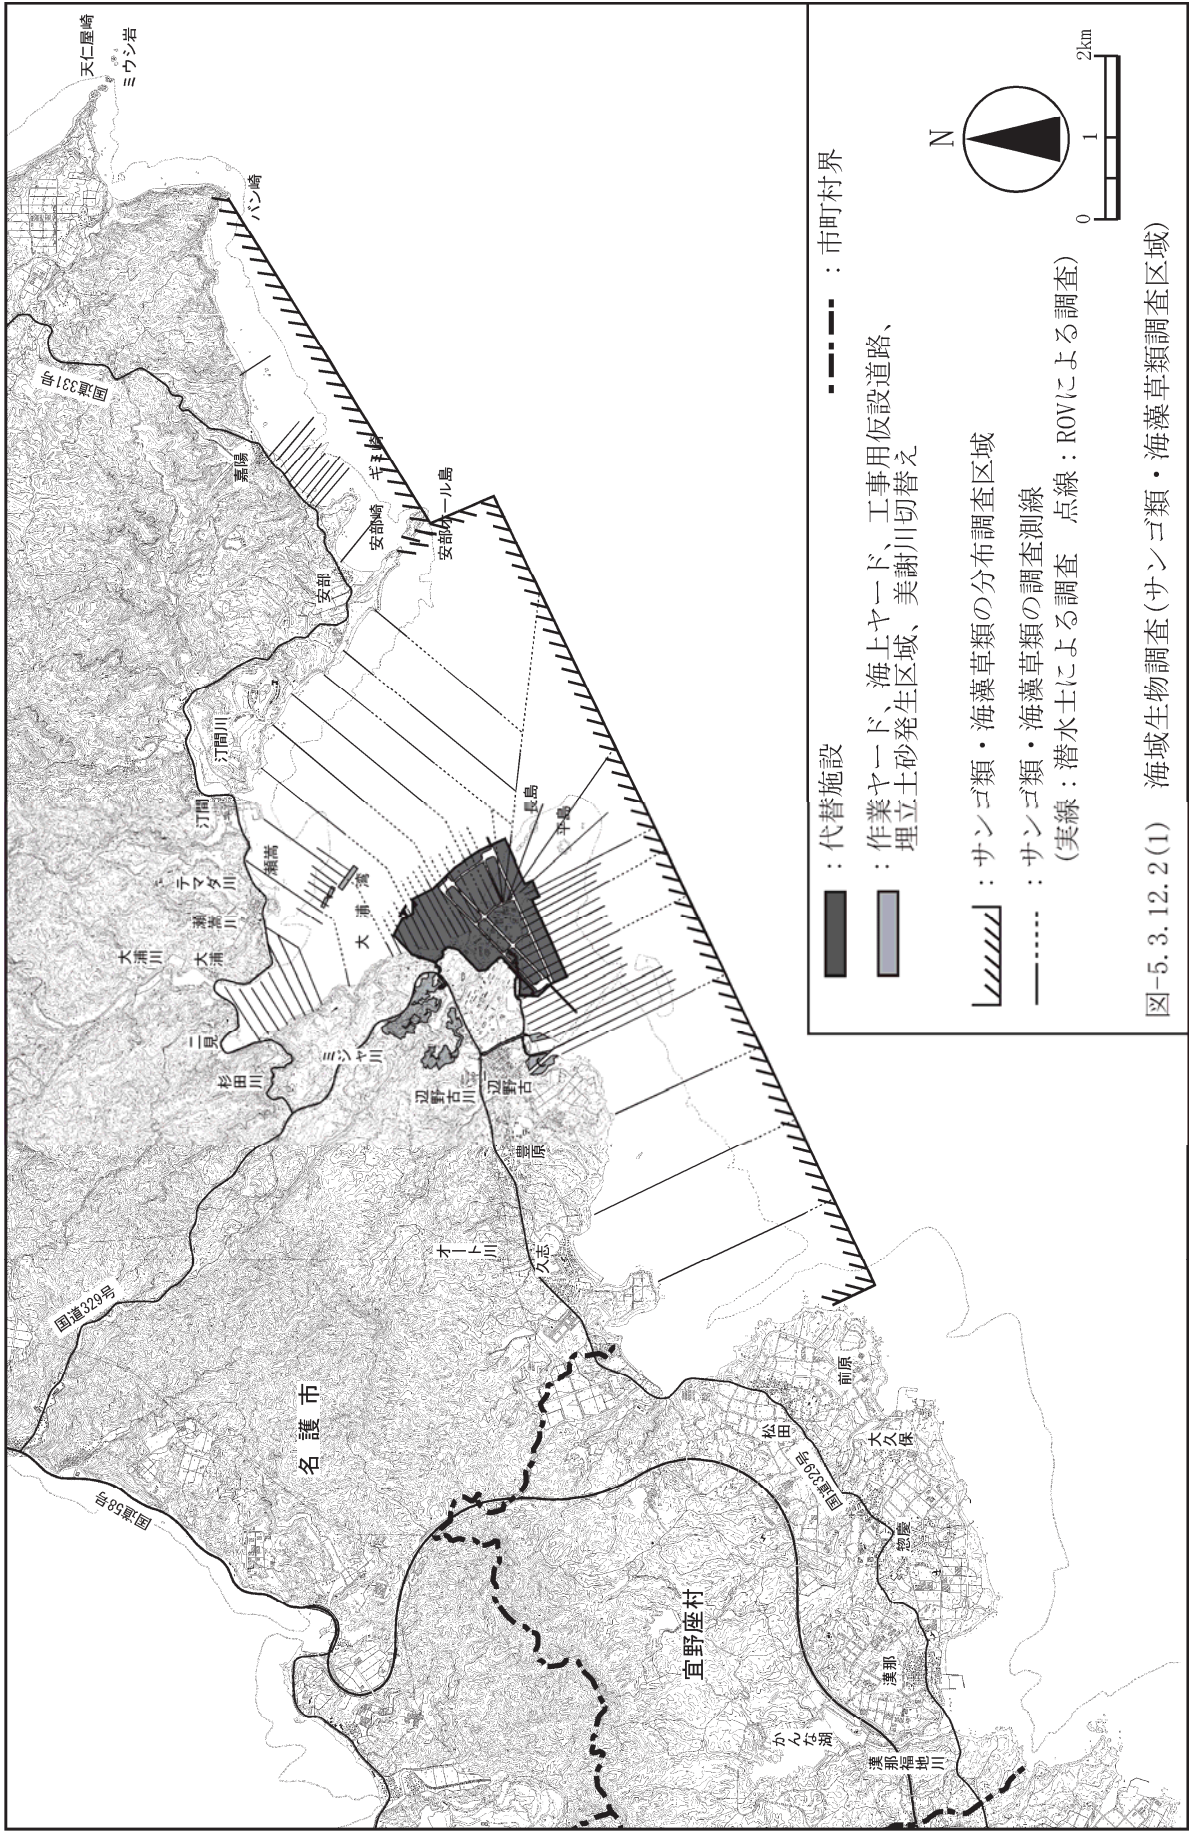 天仁屋崎
ミウシ岩
バン崎
国道331号
嘉陽
ギミ崎
安部崎
安部オール島
安部
汀間川
汀間
瀬嵩
テマダ川
瀬嵩川
大浦川
大浦
大浦湾
長島
平島
二見
杉田川
ミジャ川
辺野古川
辺野古
豊原
オート川
久志
国道329号
名護市
国道58号
前原
松田
大久保
国道329号
惣慶
宜野座村
漢那
かんな湖
漢那福地川
:代替施設
:市町村界
:作業ヤード、海上ヤード、工事用仮設道路、
埋立土砂発生区域、美謝川切替え
:サンゴ類・海藻草類の分布調査区域
:サンゴ類・海藻草類の調査測線
(実線:潜水士による調査 点線:ROVによる調査)
N
0 1 2km
図-5.3.12.2(1) 海域生物調査(サンゴ類・海藻草類調査区域)